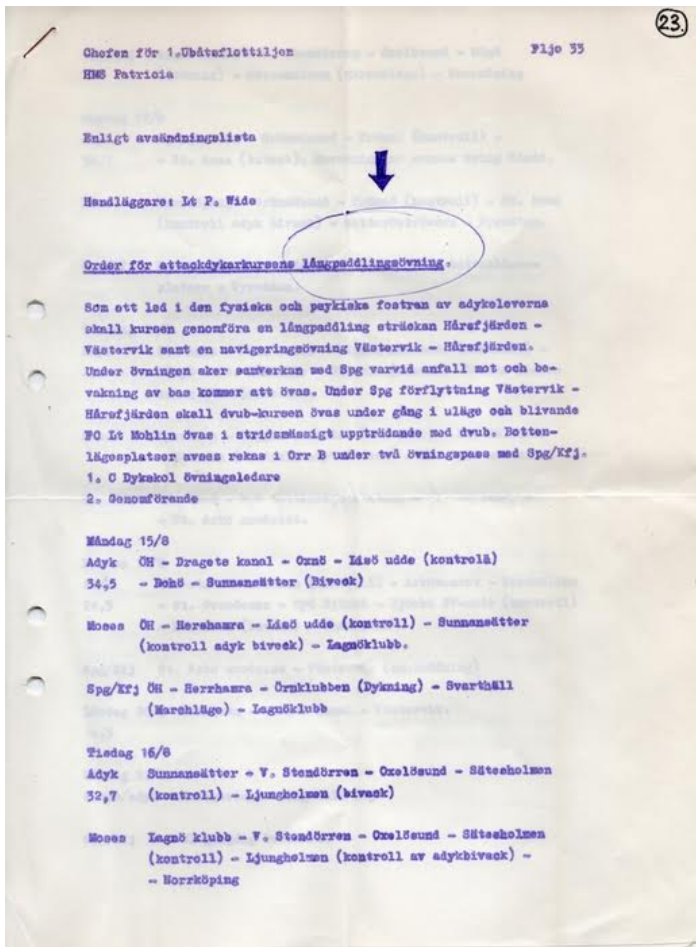 23.
Chefen för 1.Ubåtsflottiljen Fljo 33
HMS Patricia
Enligt avsändningslista
Handläggare: Lt P. Wide
Order för attackdykarkursens långpaddlingsövning.
Som ett led i den fysiska och psykiska fostran av adykeleverna
skall kursen genomföra en långpaddling sträckan Hårsfjärden -
Västervik samt en navigeringsövning Västervik - Hårsfjärden.
Under övningen sker samverkan med Spg varvid anfall mot och be-
vakning av bas kommer att övas. Under Spg förflyttning Västervik -
Hårsfjärden skall dvub-kursen övas under gång i uläge och blivande
FC Lt Mohlin övas i stridsmässigt uppträdande med dvub. Botten-
lägesplatser avses rekas i Orr B under två övningspass med Spg/Kfj.
1. C Dykskol övningsledare
2. Genomförande
Måndag 15/8
Adyk ÖH - Dragets kanal - Oxnö - Lisö udde (kontroll)
34,5 - Bohö - Sunnansätter (Bivack)
Moses ÖH - Herrhamra - Lisö udde (kontroll) - Sunnansätter
(kontroll adyk bivack) - Lagnöklubb.
Spg/Kfj ÖH - Herrhamra - Örnklubben (Dykning) - Svarthäll
(Marchläge) - Lagnöklubb
Tisdag 16/8
Adyk Sunnansätter - V. Stendörren - Oxelösund - Sätesholmen
32,7 (kontroll) - Ljungholmen (bivack)
Moses Lagnö klubb - V. Stendörren - Oxelösund - Sätesholmen
(kontroll) - Ljungholmen (kontroll av adykbivack) -
- Norrköping